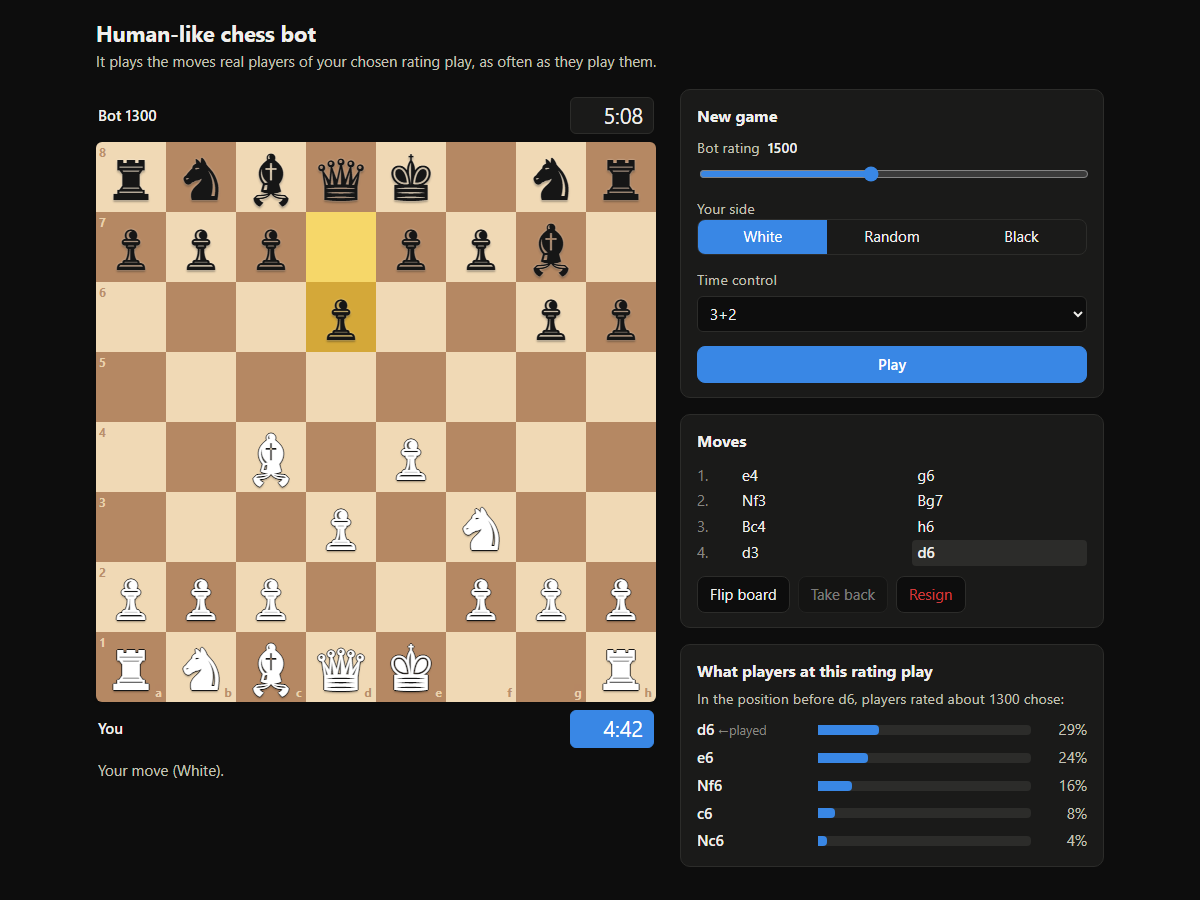 Human-like chess bot
It plays the moves real players of your chosen rating play, as often as they play them.
Bot 1300
5:08
8
7
6
5
4
3
2
1
a
b
c
d
e
f
g
h
You
4:42
Your move (White).
New game
Bot rating 1500
Your side
White Random Black
Time control
3+2
Play
Moves
1. e4 g6
2. Nf3 Bg7
3. Bc4 h6
4. d3 d6
Flip board Take back Resign
What players at this rating play
In the position before d6, players rated about 1300 chose:
d6 ←played 29%
e6 24%
Nf6 16%
c6 8%
Nc6 4%